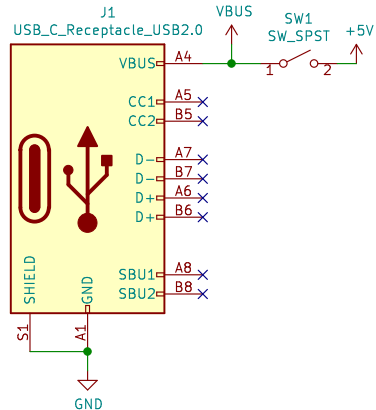 J1
USB_C_Receptacle_USB2.0
VBUS
SW1
SW_SPST
+5V
VBUS A4
1 2
CC1 A5
CC2 B5
D- A7
D- B7
D+ A6
D+ B6
SBU1 A8
SBU2 B8
SHIELD
GND
S1
A1
GND